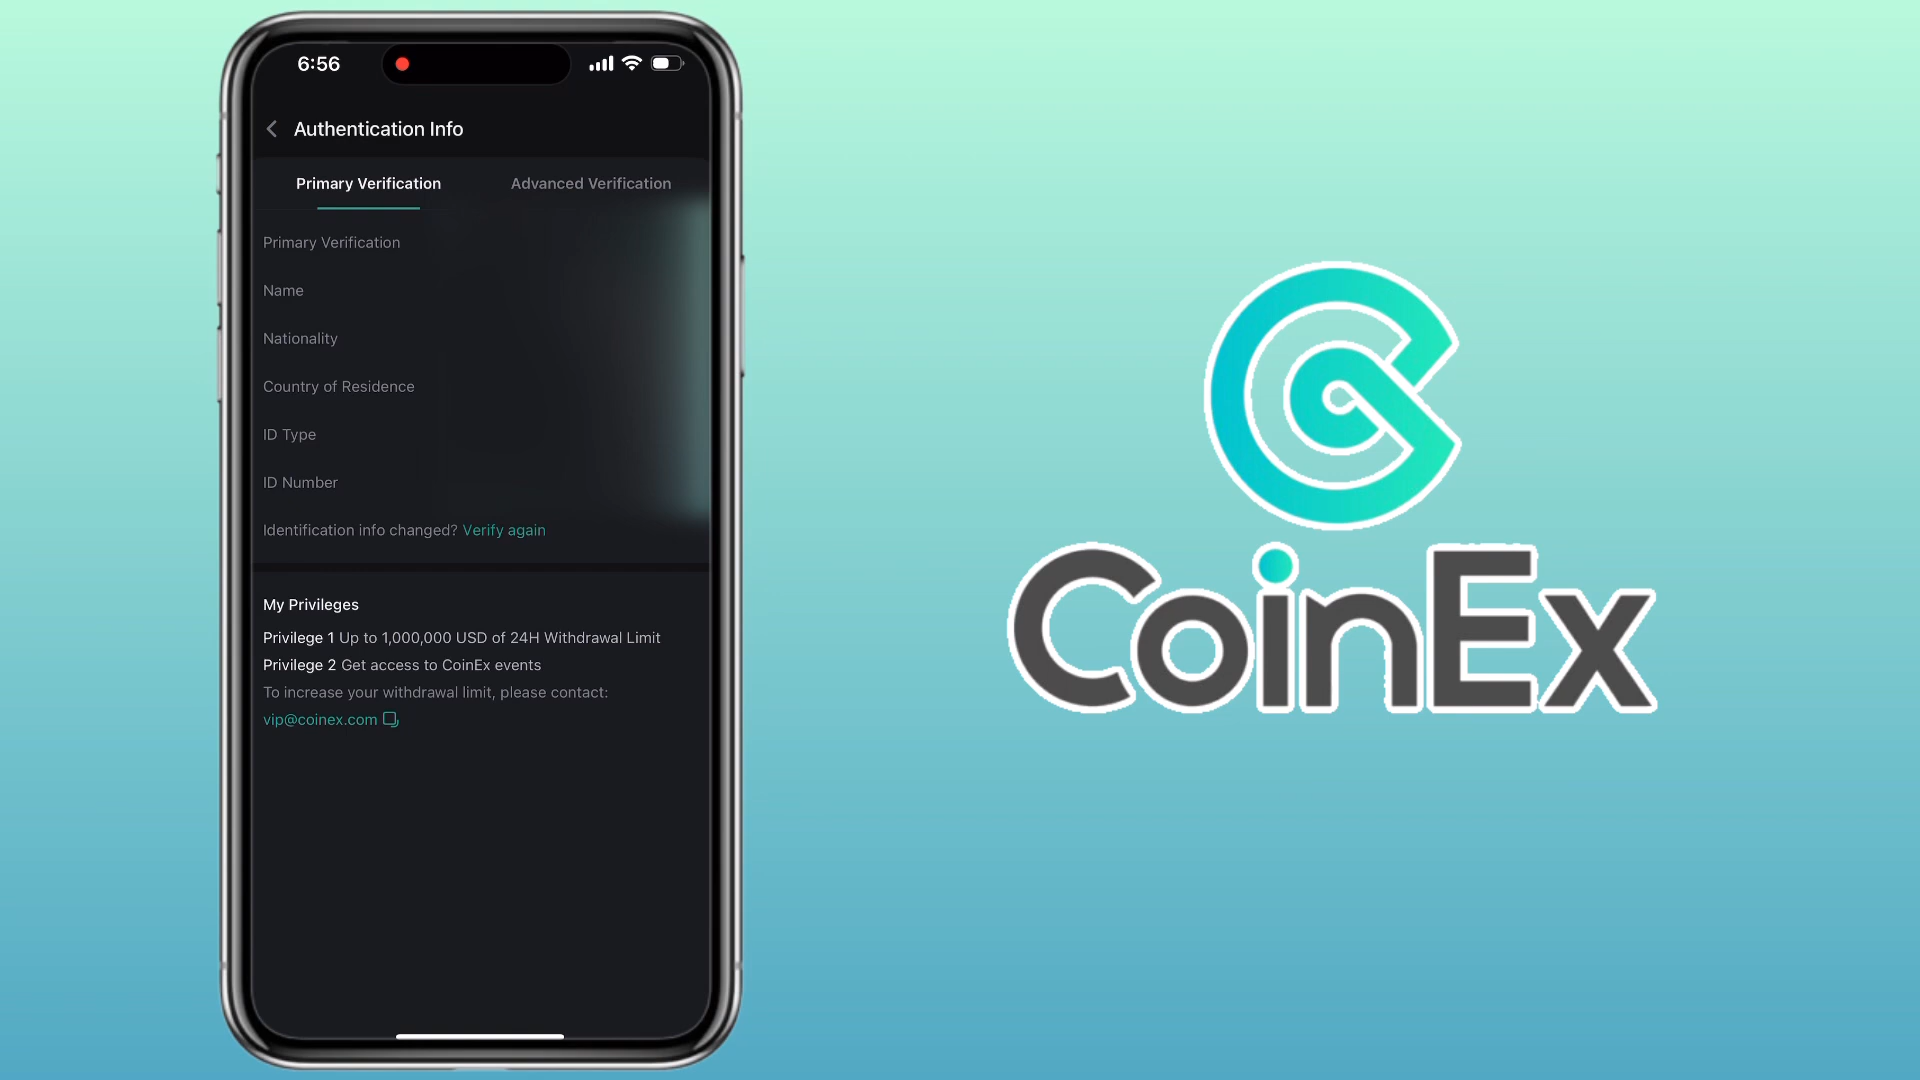 6:56
Authentication Info
Primary Verification
Advanced Verification
Primary Verification
Name
Nationality
Country of Residence
ID Type
ID Number
Identification info changed? Verify again
My Privileges
Privilege 1 Up to 1,000,000 USD of 24H Withdrawal Limit
Privilege 2 Get access to CoinEx events
To increase your withdrawal limit, please contact:
vip@coinex.com
CoinEx